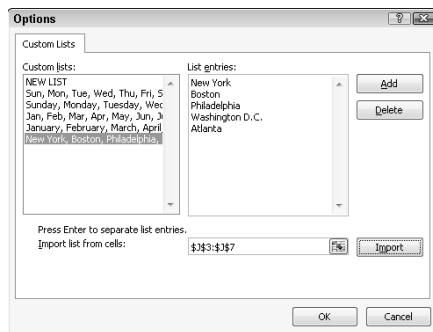 Options
Custom Lists
Custom lists:
NEW LIST
Sun, Mon, Tue, Wed, Thu, Fri, S
Sunday, Monday, Tuesday, Wed
Jan, Feb, Mar, Apr, May, Jun, Ju
January, February, March, April
New York, Boston, Philadelphia,
List entries:
New York
Boston
Philadelphia
Washington D.C.
Atlanta
Add
Delete
Press Enter to separate list entries.
Import list from cells:
$J$3:$J$7
Import
OK
Cancel